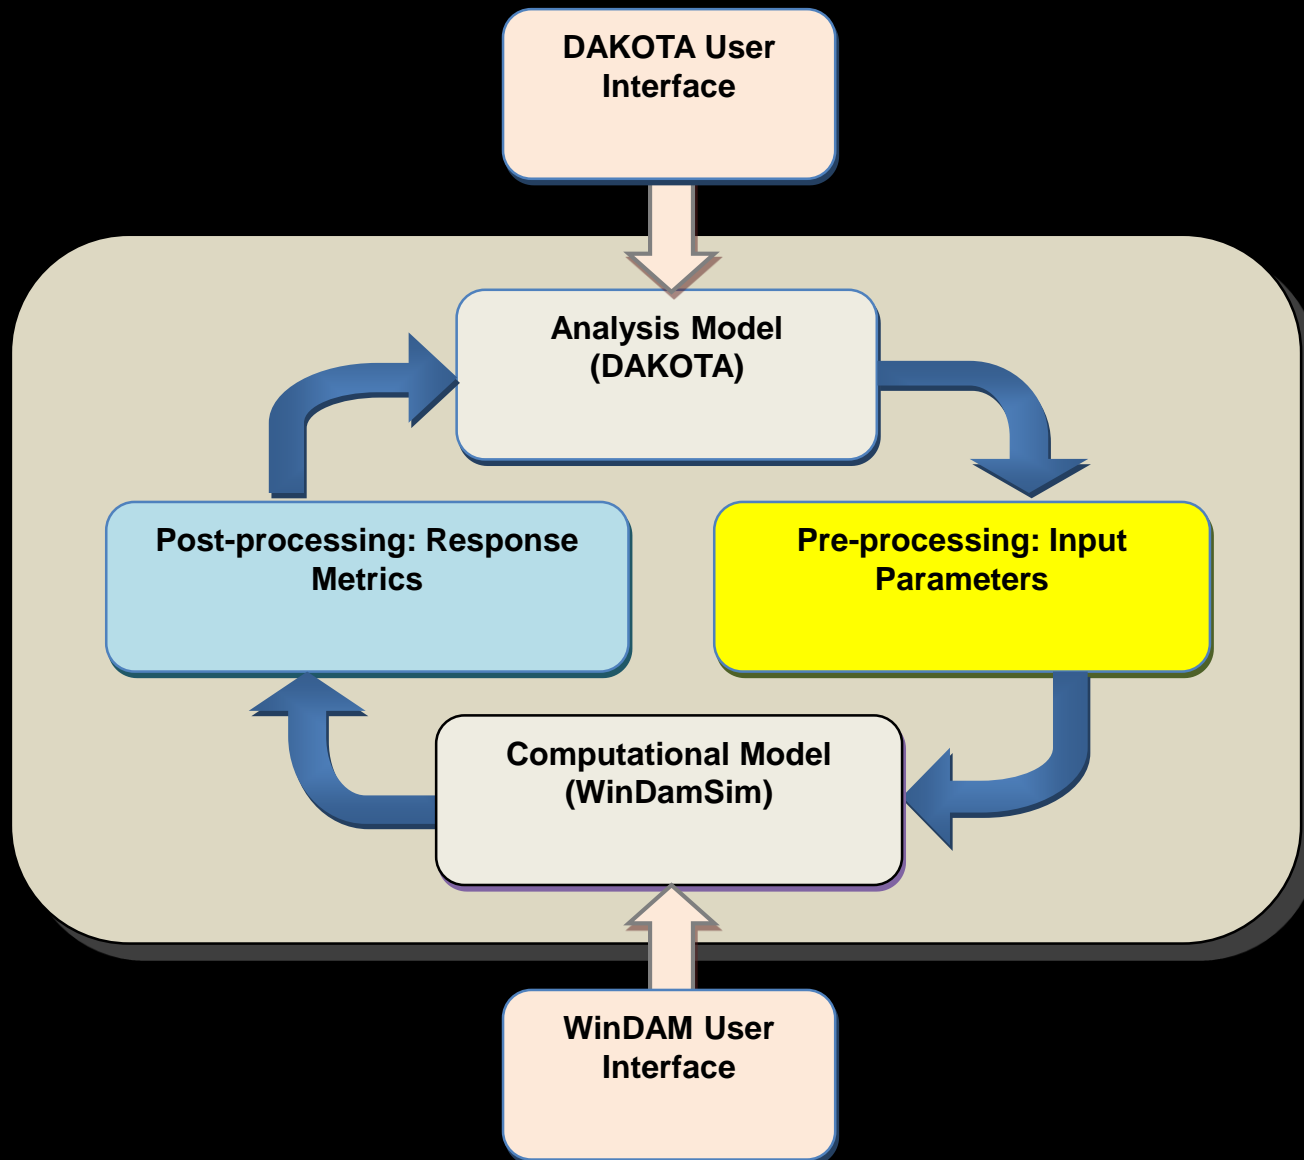 DAKOTA User
Interface
Analysis Model
(DAKOTA)
Post-processing: Response
Metrics
Pre-processing: Input
Parameters
Computational Model
(WinDamSim)
WinDAM User
Interface